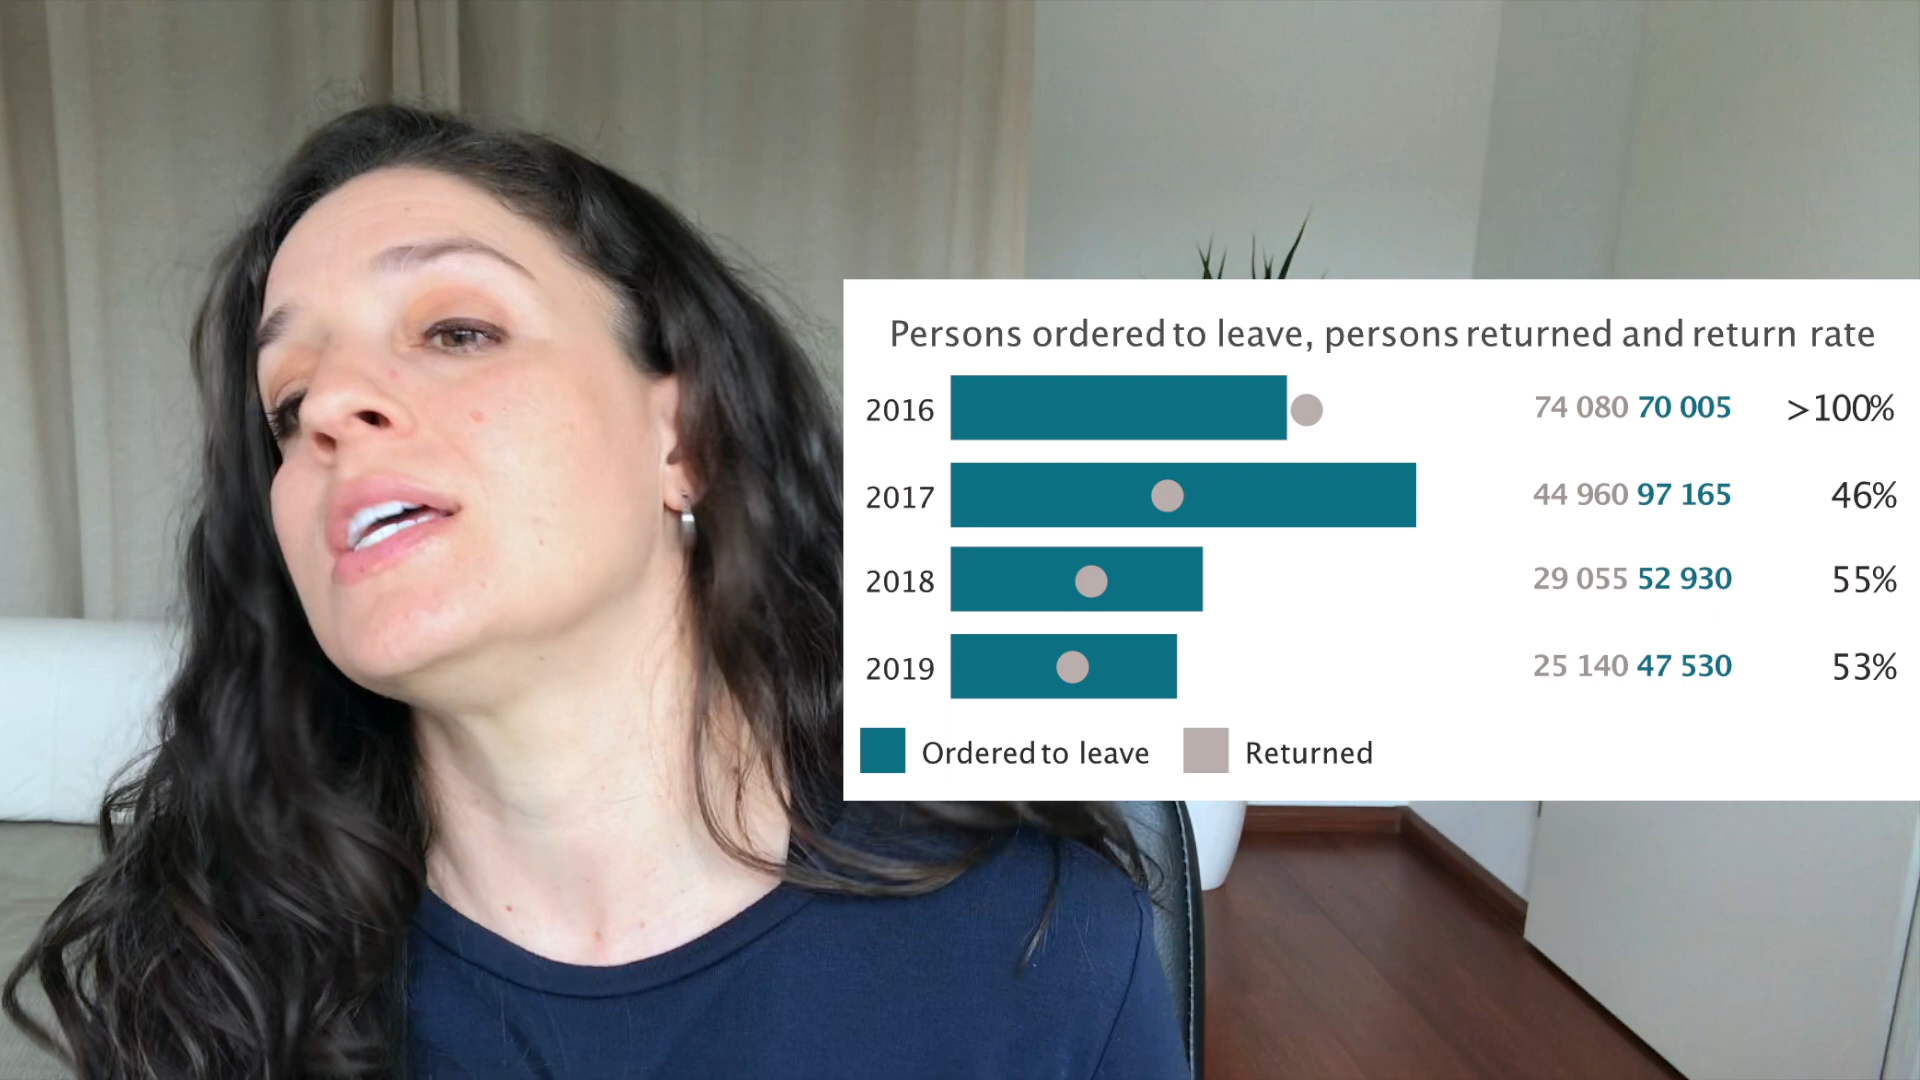 Persons ordered to leave, persons returned and return rate
2016 74 080 70 005 >100%
2017 44 960 97 165 46%
2018 29 055 52 930 55%
2019 25 140 47 530 53%
Ordered to leave Returned